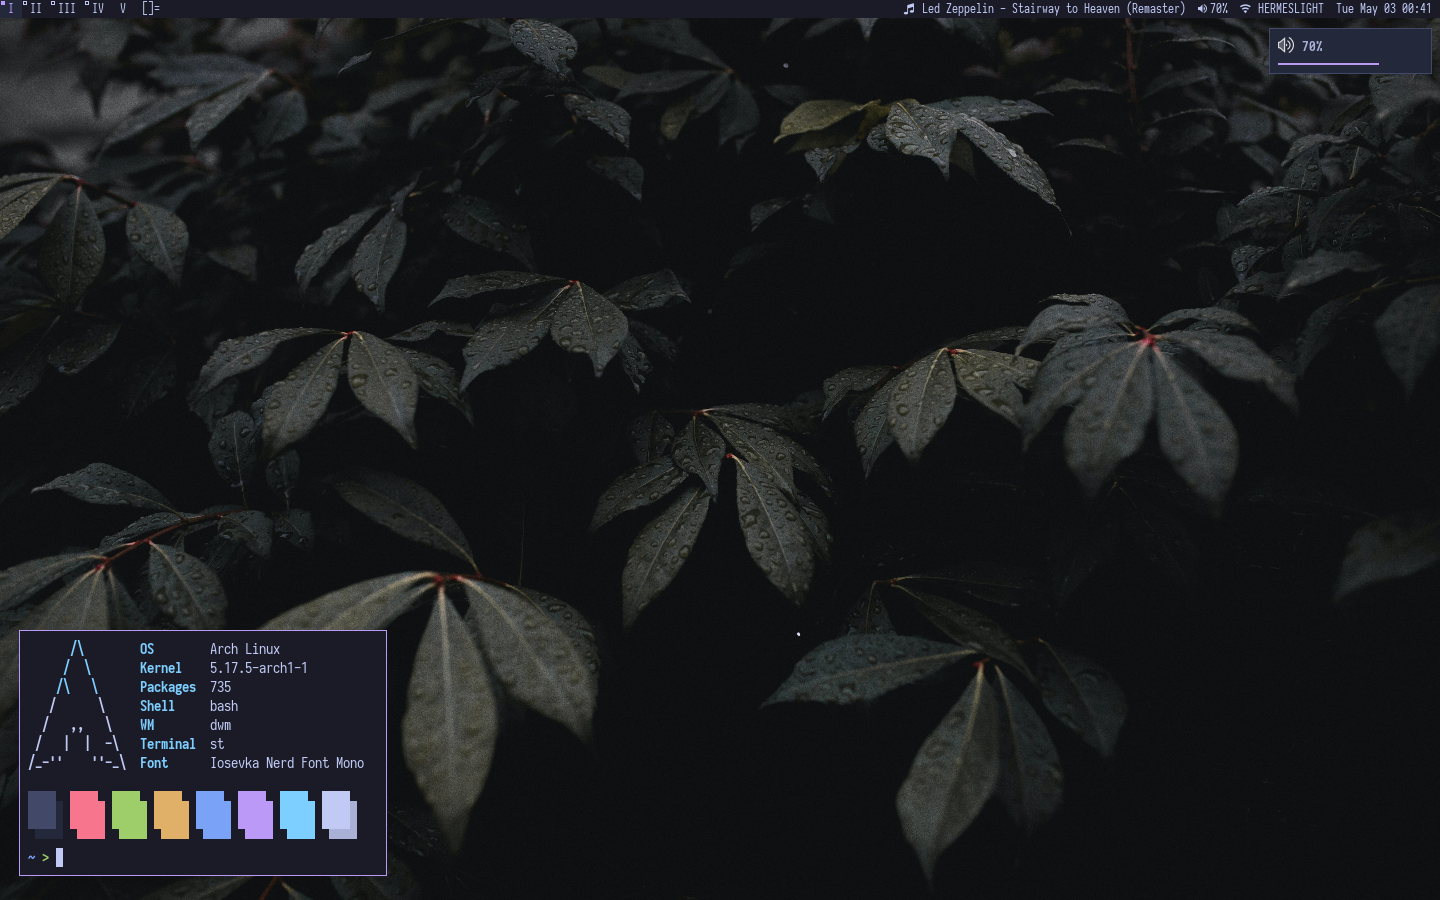 I II III IV V []=
Led Zeppelin - Stairway to Heaven (Remaster) 70% HERMESLIGHT Tue May 03 00:41
70%
OS Arch Linux
Kernel 5.17.5-arch1-1
Packages 735
Shell bash
WM dwm
Terminal st
Font Iosevka Nerd Font Mono
~ >